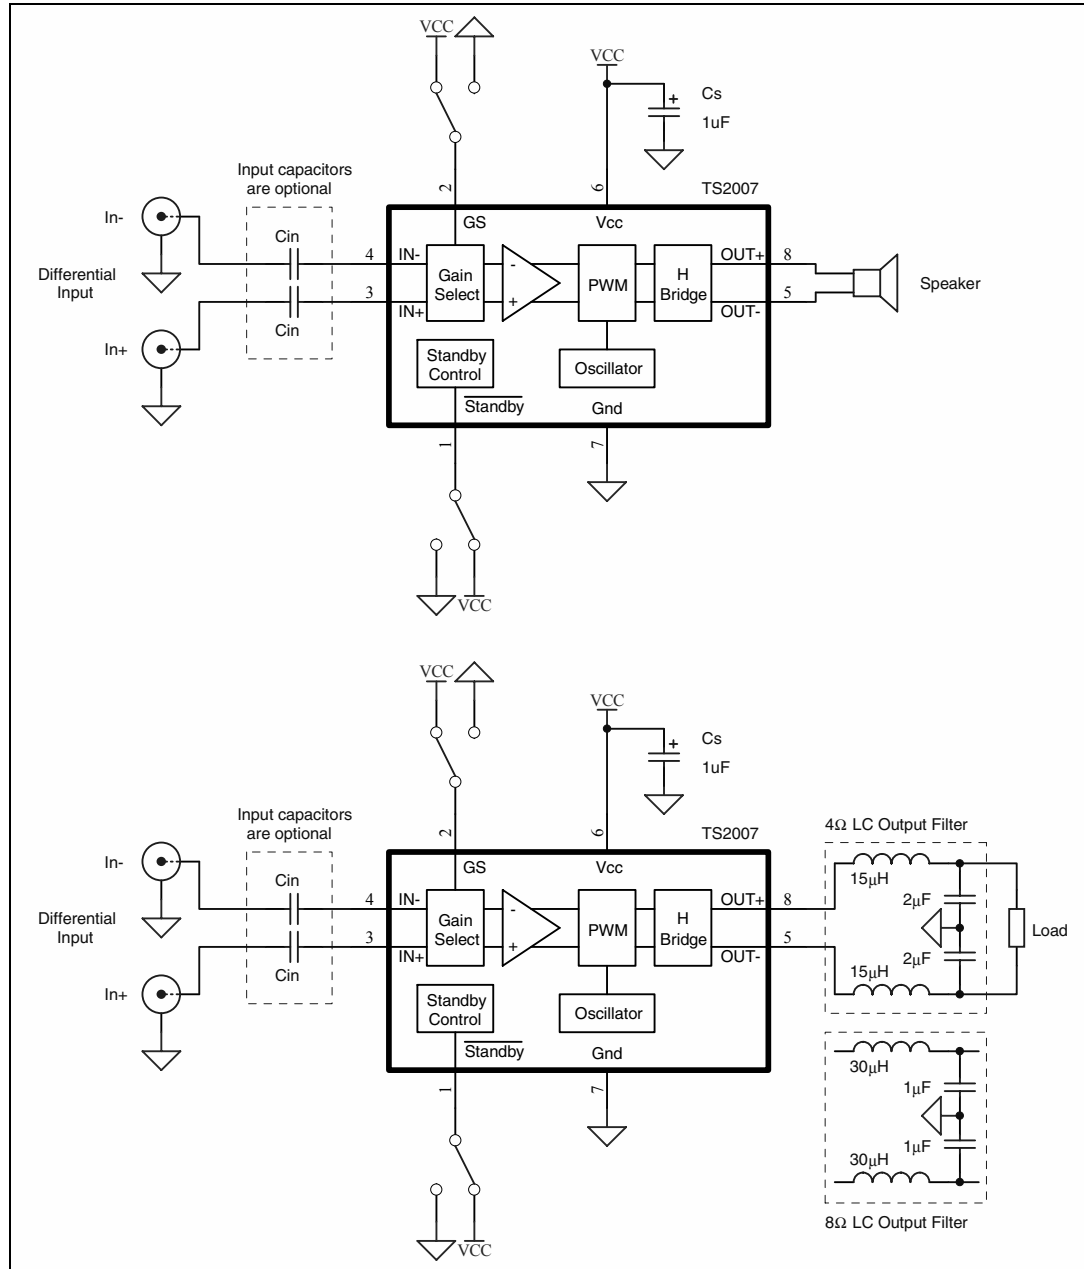 VCC
VCC
Cs
1uF
Input capacitors
are optional
2
6
TS2007
In-
Cin
GS
Vcc
4
IN-
Gain
Select
-
+
PWM
H
Bridge
OUT+
8
Speaker
Differential
Input
3
IN+
OUT-
5
Cin
In+
Standby
Control
Oscillator
Standby
Gnd
1
7
VCC
VCC
VCC
Cs
1uF
Input capacitors
are optional
2
6
TS2007
4Ω LC Output Filter
In-
Cin
GS
Vcc
15µH
4
IN-
Gain
Select
-
+
PWM
H
Bridge
OUT+
8
2µF
Load
Differential
Input
3
IN+
OUT-
5
2µF
Cin
15µH
In+
Standby
Control
Oscillator
Standby
Gnd
30µH
1
7
1µF
1µF
30µH
VCC
8Ω LC Output Filter